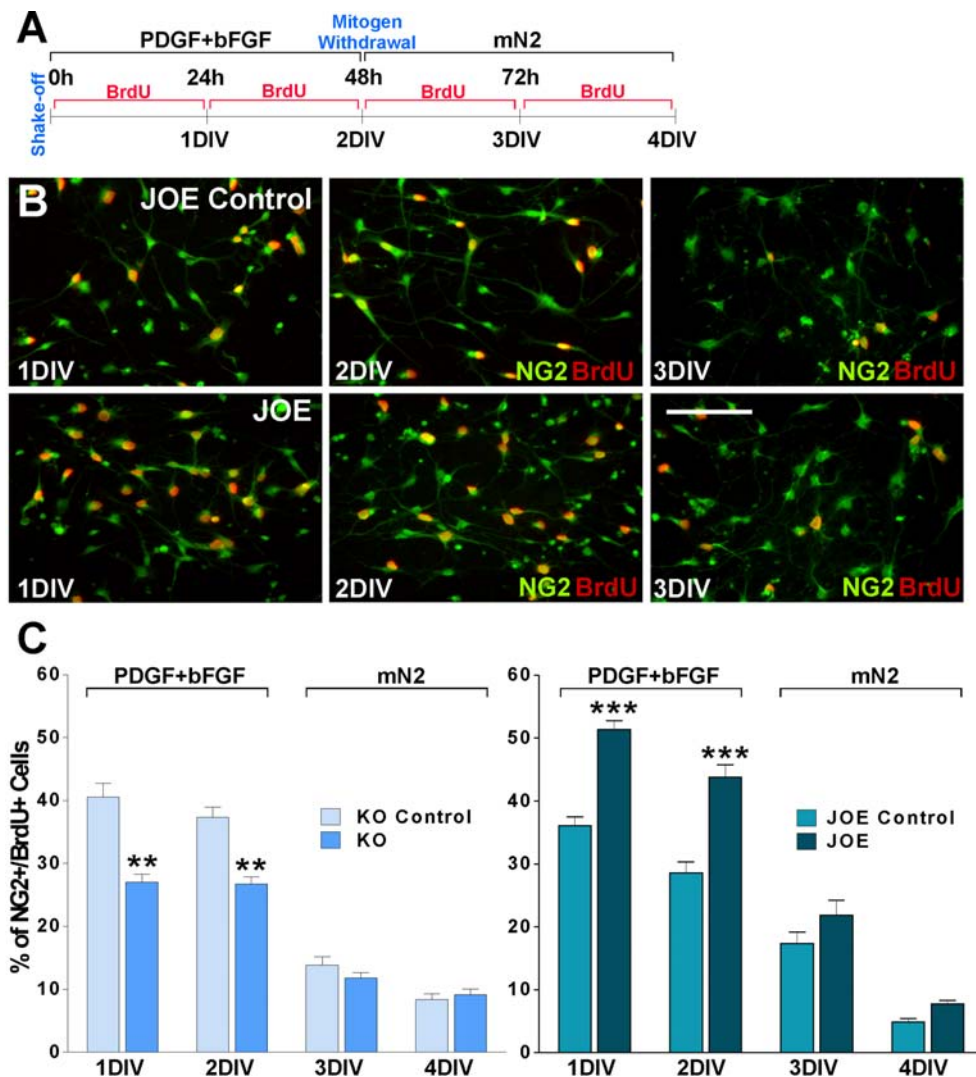 A
PDGF+bFGF
Mitogen
Withdrawal
mN2
Shake-off
0h
24h
48h
72h
BrdU
BrdU
BrdU
BrdU
1DIV
2DIV
3DIV
4DIV
B
JOE Control
1DIV
2DIV
NG2 BrdU
3DIV
NG2 BrdU
JOE
1DIV
2DIV
NG2 BrdU
3DIV
NG2 BrdU
C
% of NG2+/BrdU+ Cells
60
50
40
30
20
10
0
PDGF+bFGF
mN2
KO Control
KO
**
**
1DIV
2DIV
3DIV
4DIV
60
50
40
30
20
10
0
PDGF+bFGF
mN2
***
***
JOE Control
JOE
1DIV
2DIV
3DIV
4DIV